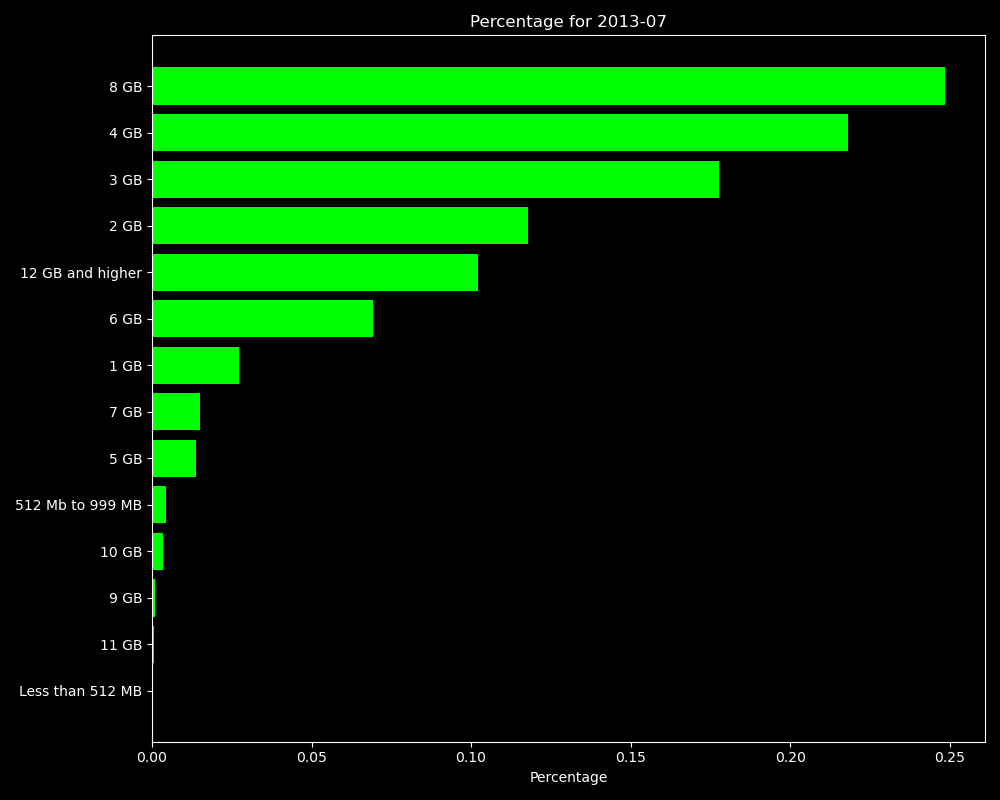 Percentage for 2013-07
8 GB
4 GB
3 GB
2 GB
12 GB and higher
6 GB
1 GB
7 GB
5 GB
512 Mb to 999 MB
10 GB
9 GB
11 GB
Less than 512 MB
0.00 0.05 0.10 0.15 0.20 0.25
Percentage